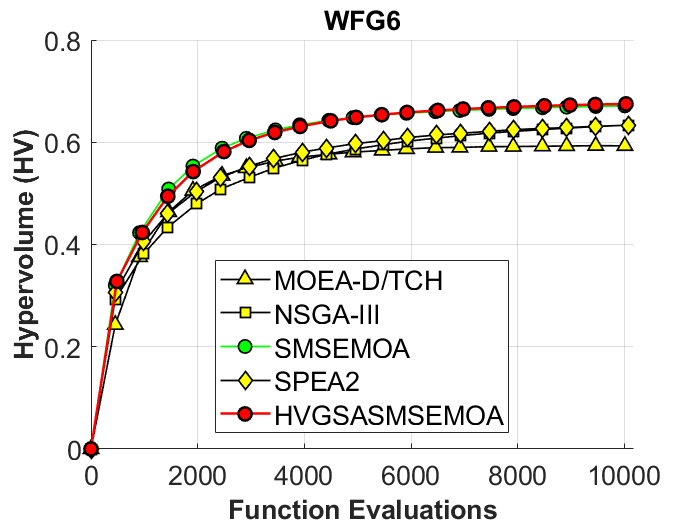 WFG6
Hypervolume (HV)
0.8
0.6
0.4
0.2
0
MOEA-D/TCH
NSGA-III
SMSEMOA
SPEA2
HVGSASMSEMOA
0 2000 4000 6000 8000 10000
Function Evaluations